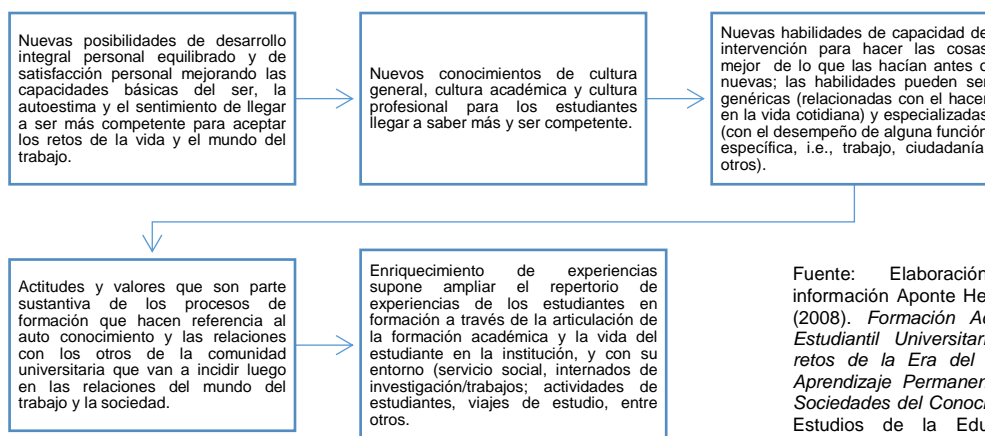 Nuevas posibilidades de desarrollo
integral personal equilibrado y de
satisfacción personal mejorando las
capacidades básicas del ser, la
autoestima y el sentimiento de llegar
a ser más competente para aceptar
los retos de la vida y el mundo del
trabajo.
Nuevos conocimientos de cultura
general, cultura académica y cultura
profesional para los estudiantes
llegar a saber más y ser competente.
Nuevas habilidades de capacidad de
intervención para hacer las cosas
mejor de lo que las hacían antes o
nuevas; las habilidades pueden ser
genéricas (relacionadas con el hacer
en la vida cotidiana) y especializadas
(con el desempeño de alguna función
específica, i.e., trabajo, ciudadanía,
otros).
Actitudes y valores que son parte
sustantiva de los procesos de
formación que hacen referencia al
auto conocimiento y las relaciones
con los otros de la comunidad
universitaria que van a incidir luego
en las relaciones del mundo del
trabajo y la sociedad.
Enriquecimiento de experiencias
supone ampliar el repertorio de
experiencias de los estudiantes en
formación a través de la articulación de
la formación académica y la vida del
estudiante en la institución, y con su
entorno (servicio social, internados de
investigación/trabajos; actividades de
estudiantes, viajes de estudio, entre
otros.
Fuente: Elaboración
información Aponte
(2008). Formación
Estudiantil
retos de la Era del
Aprendizaje
Sociedades del
Estudios de la